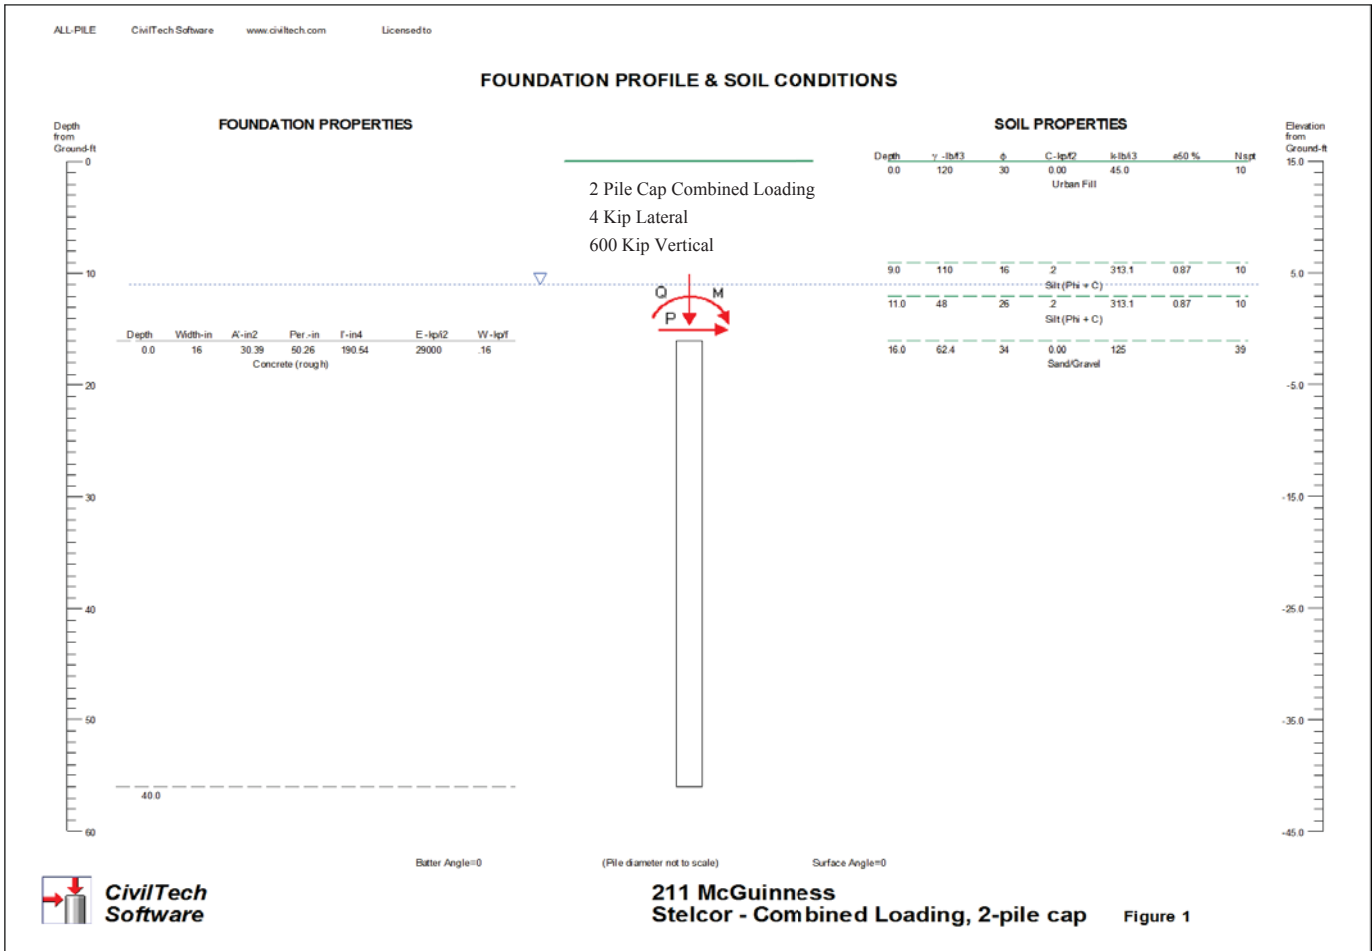 ALL-PILE CivilTech Software www.civiltech.com Licensed to
FOUNDATION PROFILE & SOIL CONDITIONS
Depth
from
Ground-ft
FOUNDATION PROPERTIES
SOIL PROPERTIES
Elevation
from
Ground-ft
Depth γ -lb/f3 ϕ C-kp/f2 k-lb/i3 e50 % Nspt
0 15.0
0.0 120 30 0.00 45.0 10
Urban Fill
2 Pile Cap Combined Loading
4 Kip Lateral
600 Kip Vertical
10 9.0 110 16 .2 313.1 0.87 10 5.0
Silt (Phi + C)
Q M
11.0 48 26 .2 313.1 0.87 10
P
Silt (Phi + C)
Depth Width-in A'-in2 Per.-in I'-in4 E -kp/i2 W -kp/f
0.0 16 30.39 50.26 190.54 29000 .16
Concrete (rough)
16.0 62.4 34 0.00 125 39
Sand/Gravel
20 -5.0
30 -15.0
40 -25.0
50 -35.0
40.0
60 -45.0
Batter Angle=0 (Pile diameter not to scale) Surface Angle=0
CivilTech
Software
211 McGuinness
Stelcor - Combined Loading, 2-pile cap Figure 1